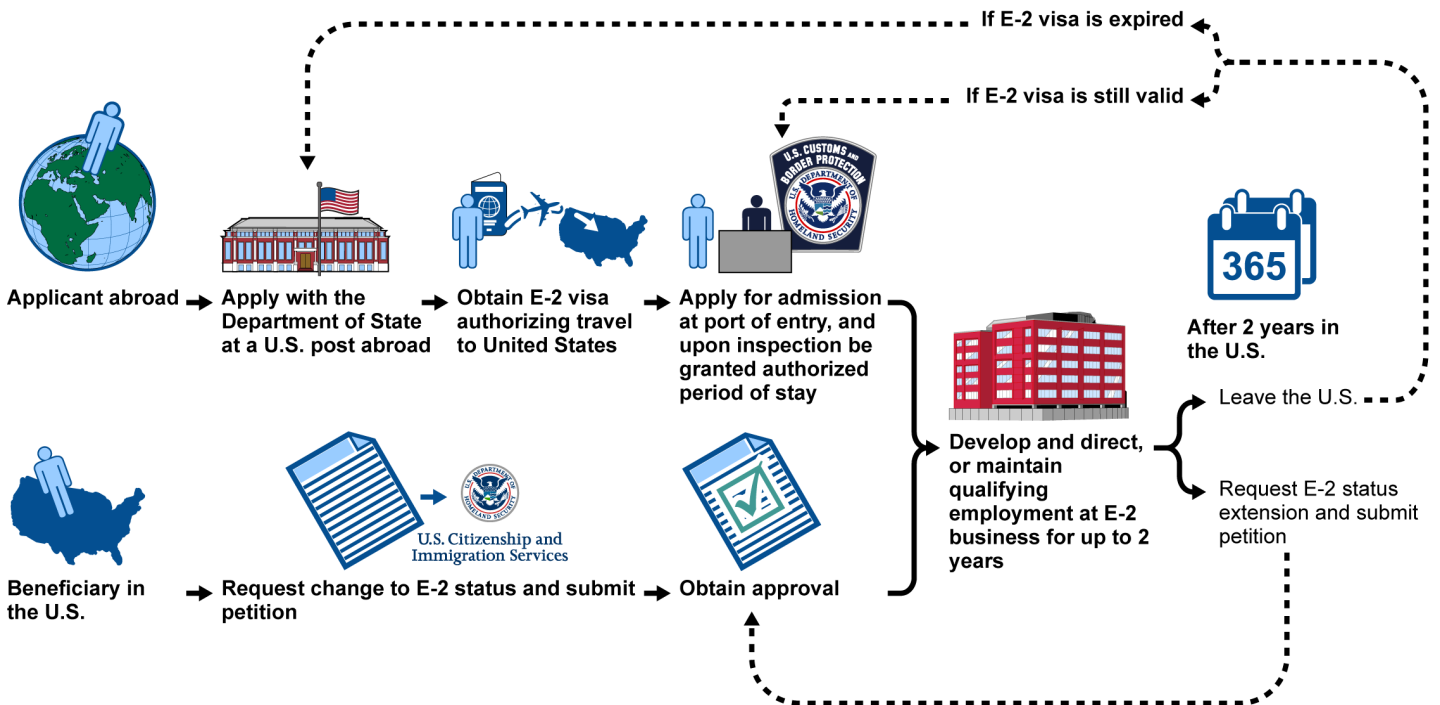 If E-2 visa is expired
If E-2 visa is still valid
U.S. CUSTOMS AND
BORDER PROTECTION
U.S. DEPARTMENT OF
HOMELAND SECURITY
365
Applicant abroad
Apply with the
Department of State
at a U.S. post abroad
Obtain E-2 visa
authorizing travel
to United States
Apply for admission
at port of entry, and
upon inspection be
granted authorized
period of stay
After 2 years in
the U.S.
Leave the U.S.
Develop and direct,
or maintain
qualifying
employment at E-2
business for up to 2
years
Request E-2 status
extension and submit
petition
U.S. DEPARTMENT OF
HOMELAND SECURITY
U.S. Citizenship and
Immigration Services
Beneficiary in
the U.S.
Request change to E-2 status and submit
petition
Obtain approval